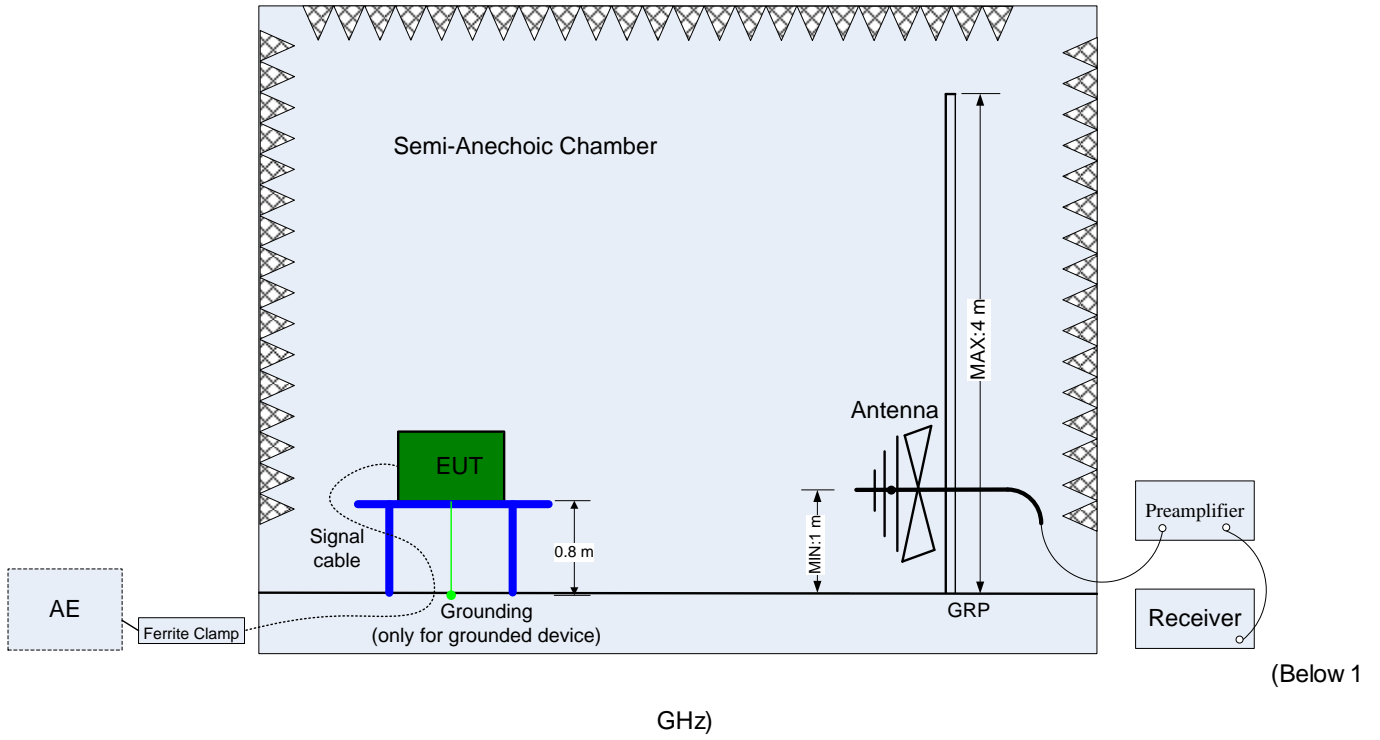 Semi-Anechoic Chamber
MAX:4 m
Antenna
EUT
Preamplifier
Signal
cable
0.8 m
MIN:1 m
AE
Ferrite Clamp
Grounding
(only for grounded device)
GRP
Receiver
(Below 1
GHz)